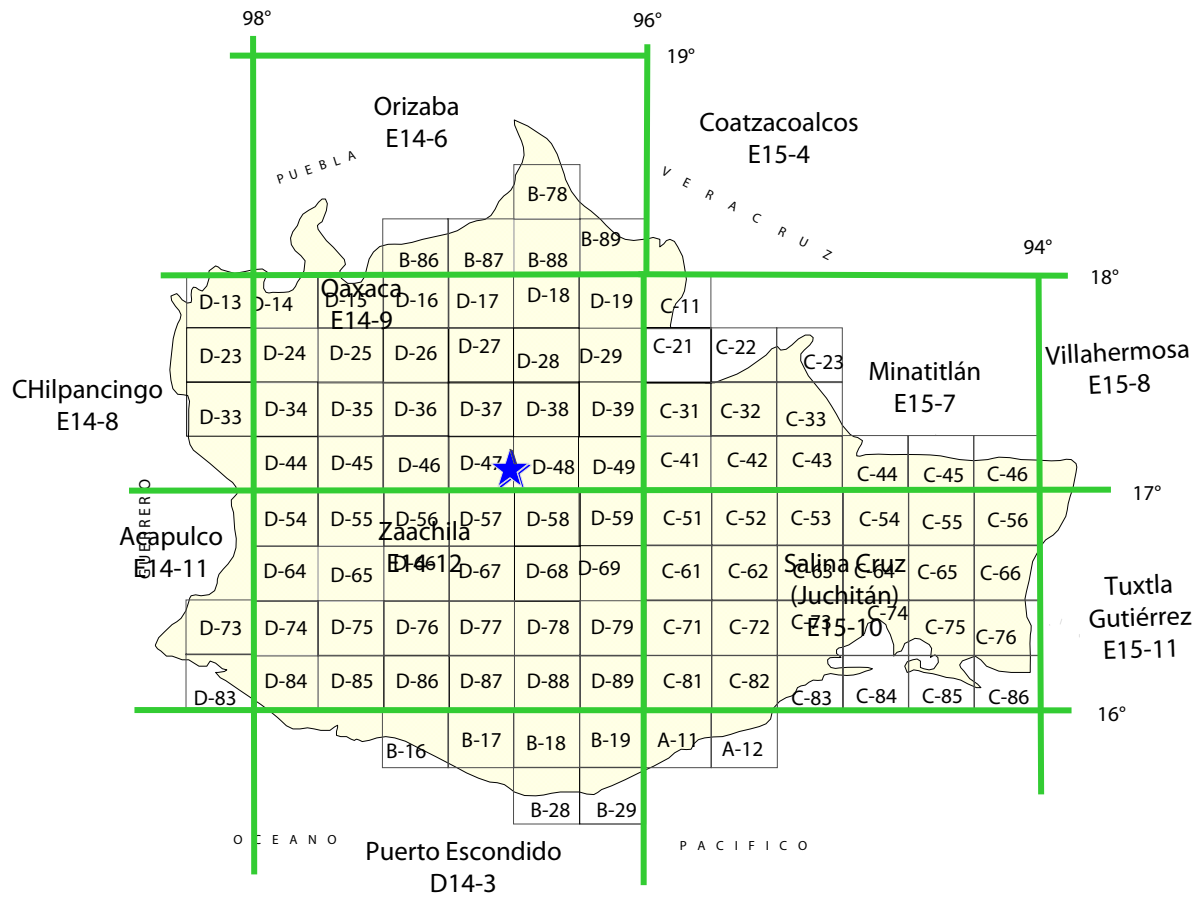 98°
96°
19°
Orizaba
E14-6
Coatzacoalcos
E15-4
PUEBLA
VERACRUZ
B-78
B-89
94°
B-86
B-87
B-88
18°
Oaxaca
E14-9
D-13
D-14
D-15
D-16
D-17
D-18
D-19
C-11
D-23
D-24
D-25
D-26
D-27
D-28
D-29
C-21
C-22
C-23
Minatitlán
E15-7
Villahermosa
E15-8
CHilpancingo
E14-8
D-33
D-34
D-35
D-36
D-37
D-38
D-39
C-31
C-32
C-33
D-44
D-45
D-46
D-47
D-48
D-49
C-41
C-42
C-43
C-44
C-45
C-46
17°
GUERRERO
Acapulco
E14-11
D-54
D-55
D-56
D-57
D-58
D-59
C-51
C-52
C-53
C-54
C-55
C-56
Zaachila
E14-12
D-64
D-65
D-66
D-67
D-68
D-69
C-61
C-62
C-63
C-64
C-65
C-66
Salina Cruz
(Juchitán)
E15-10
Tuxtla
Gutiérrez
E15-11
D-73
D-74
D-75
D-76
D-77
D-78
D-79
C-71
C-72
C-73
C-74
C-75
C-76
D-83
D-84
D-85
D-86
D-87
D-88
D-89
C-81
C-82
C-83
C-84
C-85
C-86
16°
B-16
B-17
B-18
B-19
A-11
A-12
B-28
B-29
OCEANO
PACIFICO
Puerto Escondido
D14-3